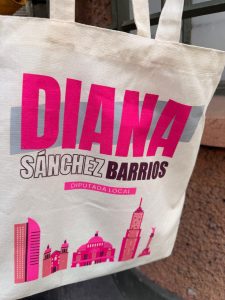 DIANA
SÁNCHEZ BARRIOS
DIPUTADA LOCAL